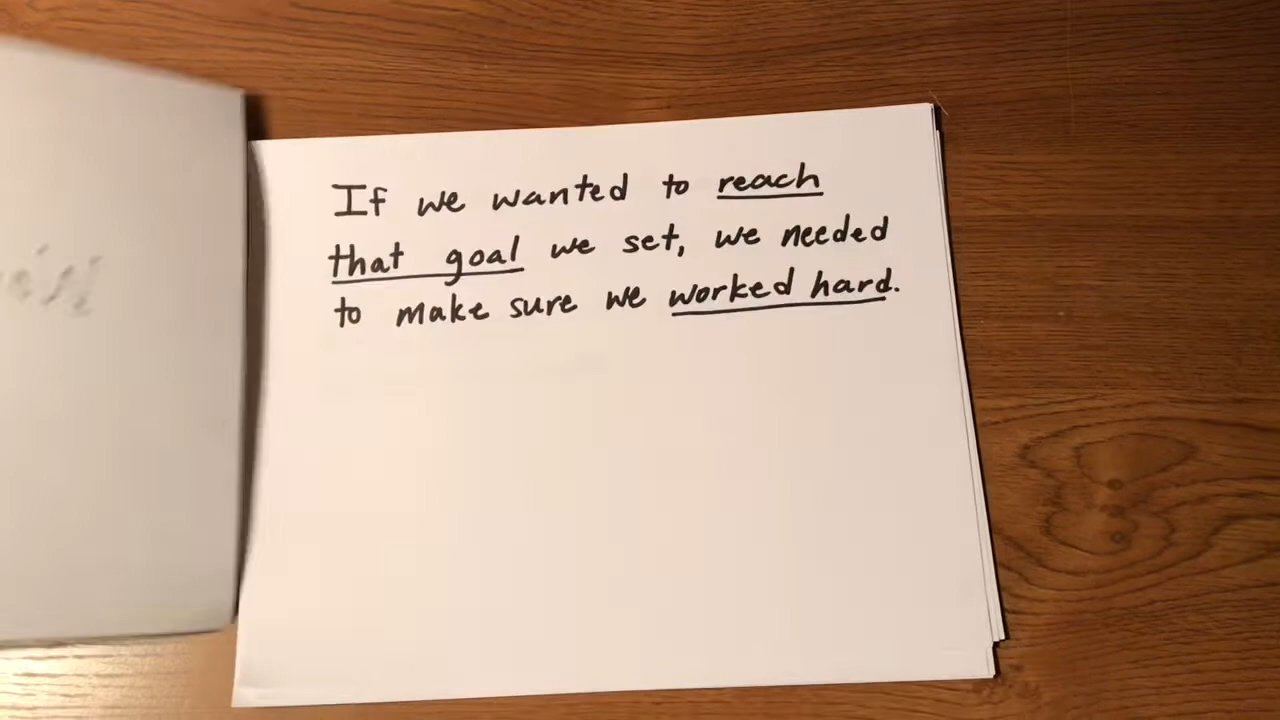 If we wanted to reach
that goal we set, we needed
to make sure we worked hard.